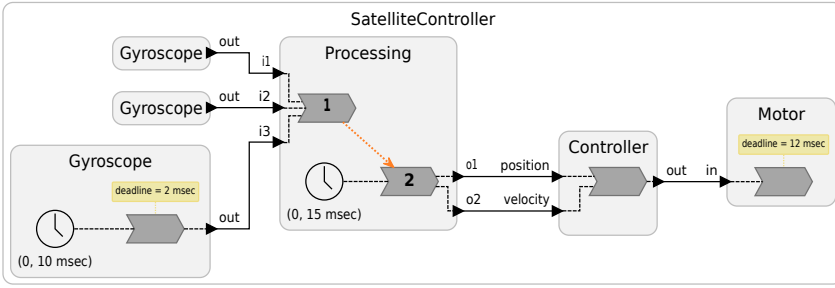 SatelliteController
Gyroscope
out
i1
Processing
Gyroscope
out
i2
1
i3
Gyroscope
deadline = 2 msec
(0, 10 msec)
out
(0, 15 msec)
2
o1
position
o2
velocity
Controller
out
in
Motor
deadline = 12 msec